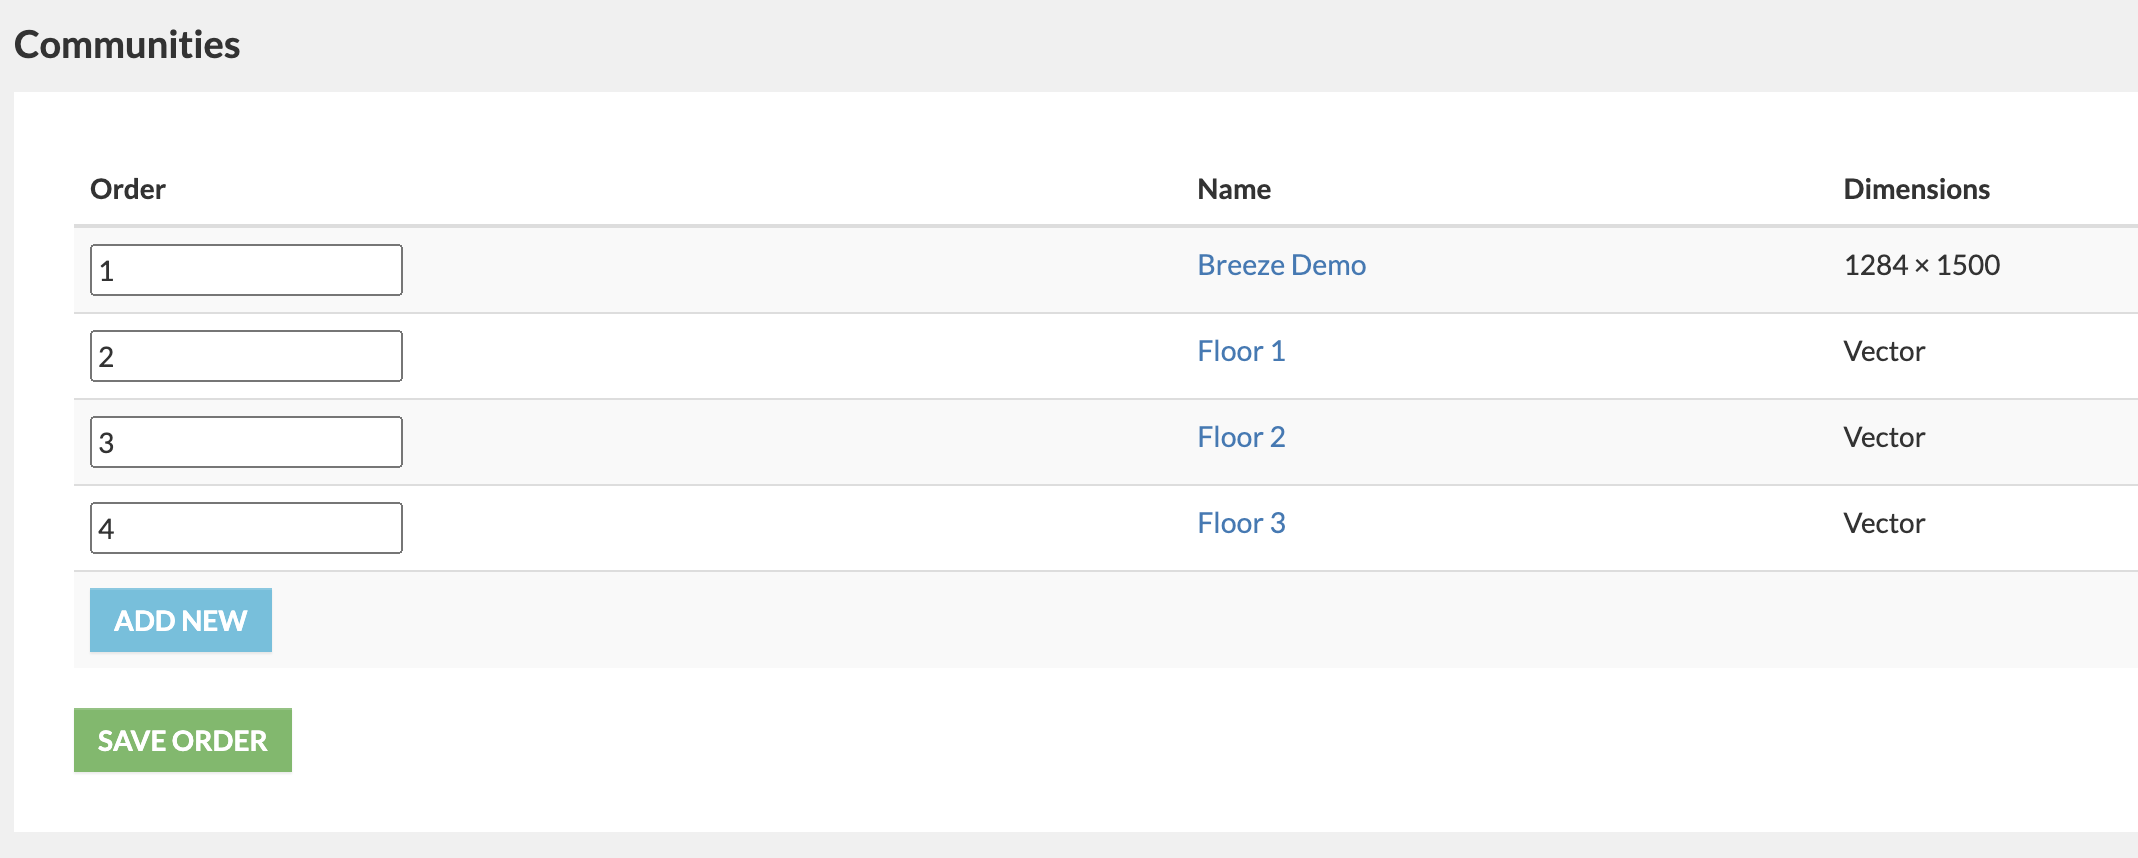 Communities
Order Name Dimensions
1 Breeze Demo 1284 × 1500
2 Floor 1 Vector
3 Floor 2 Vector
4 Floor 3 Vector
ADD NEW
SAVE ORDER